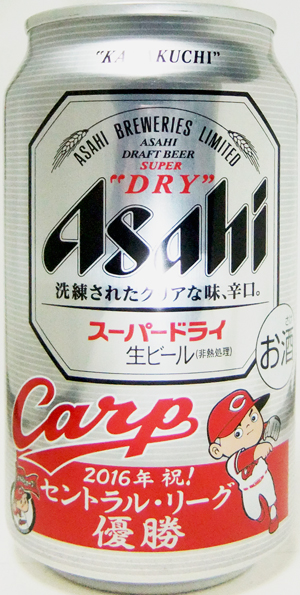 "KARAKUCHI"
ASAHI BREWERIES LIMITED
ASAHI
DRAFT BEER
SUPER
"DRY"
Asahi
洗練されたクリアな味、辛口。
スーパードライ
生ビール(非熱処理)
お酒
Carp
2016年 祝!
セントラル・リーグ
優勝